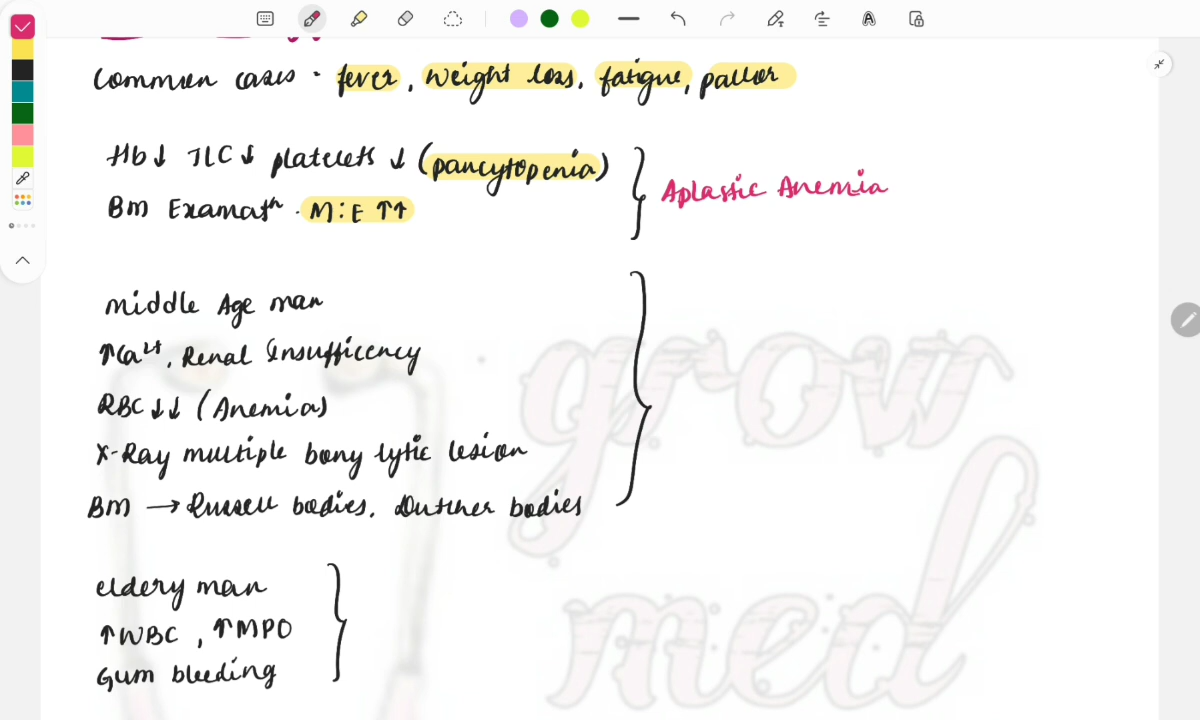 Common cases · fever, weight loss, fatigue, pallor
Hb↓ TLC↓ platelets ↓ (pancytopenia)
BM Examatn · M:E ↑↑
Aplastic Anemia
Middle Age man
↑Ca²⁺, Renal Insufficency
RBC↓↓ (Anemia)
X-Ray multiple bony lytic lesion
BM → Russell bodies, Dutcher bodies
eldery man
↑WBC, ↑MPO
Gum bleeding
grow
med